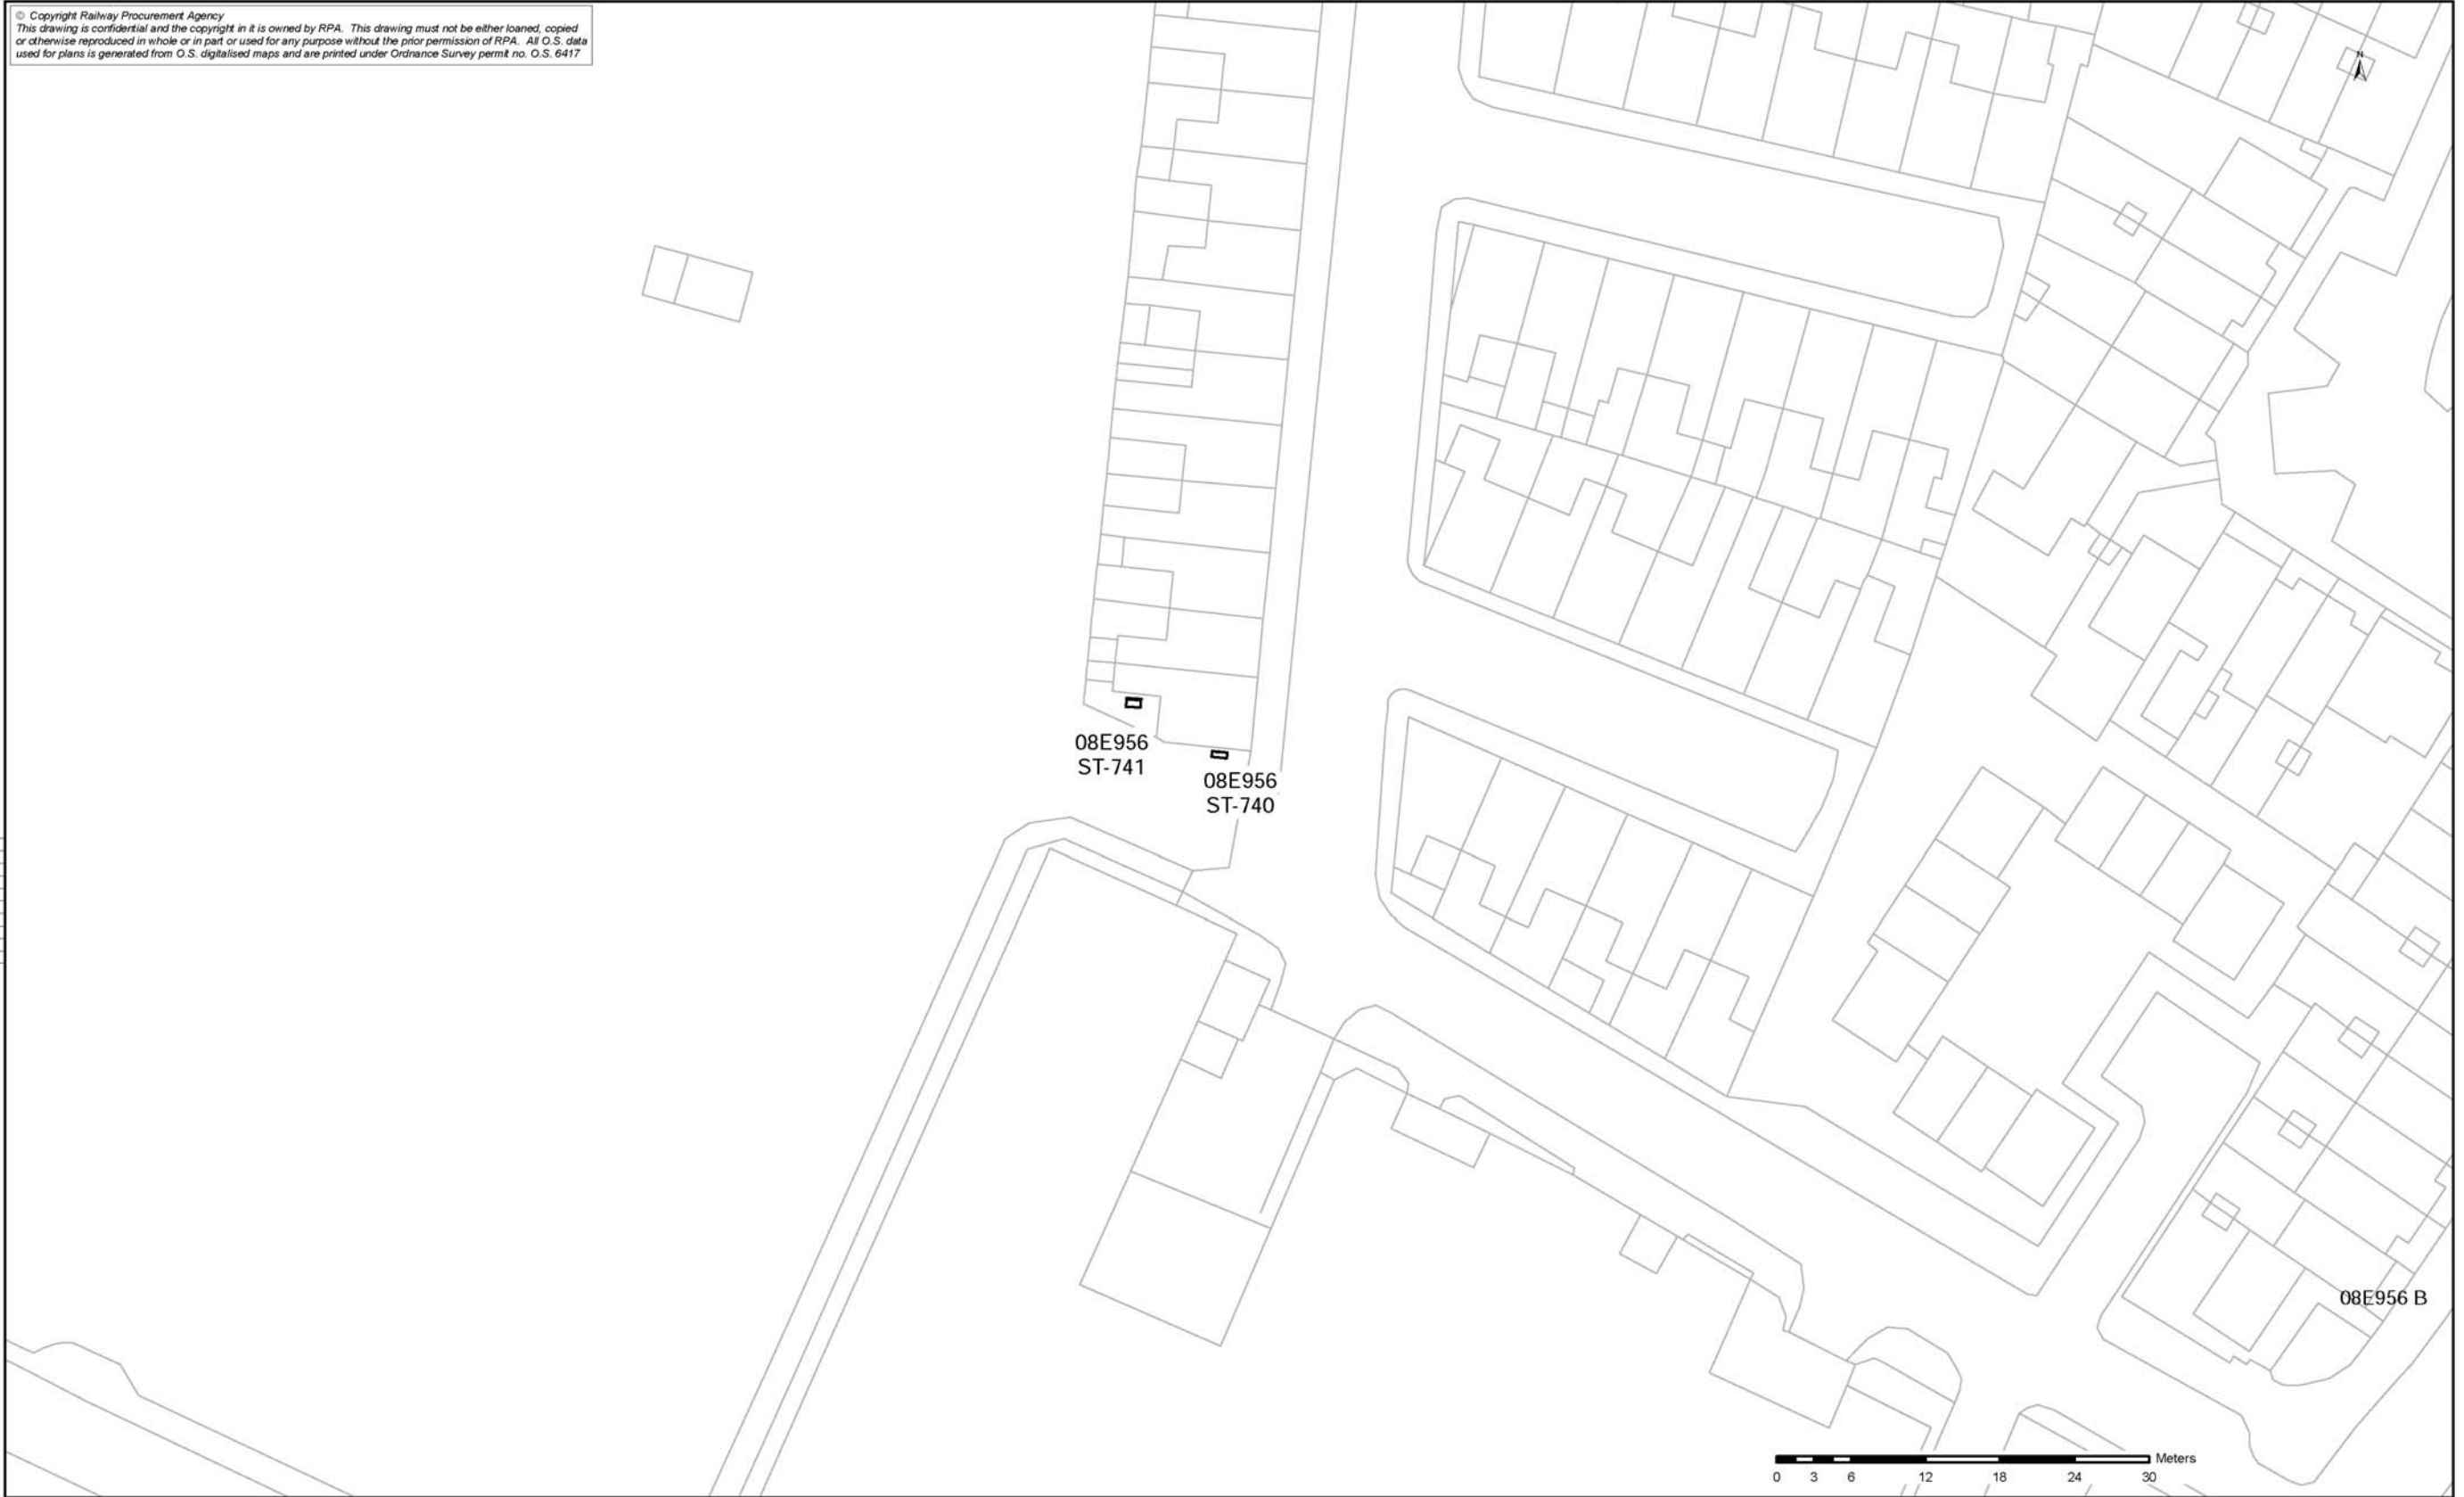 © Copyright Railway Procurement Agency
This drawing is confidential and the copyright in it is owned by RPA. This drawing must not be either loaned, copied
or otherwise reproduced in whole or in part or used for any purpose without the prior permission of RPA. All O.S. data
used for plans is generated from O.S. digitalised maps and are printed under Ordnance Survey permit no. O.S. 6417
N
08E956
ST-741
08E956
ST-740
08E956 B
Meters
0 3 6 12 18 24 30